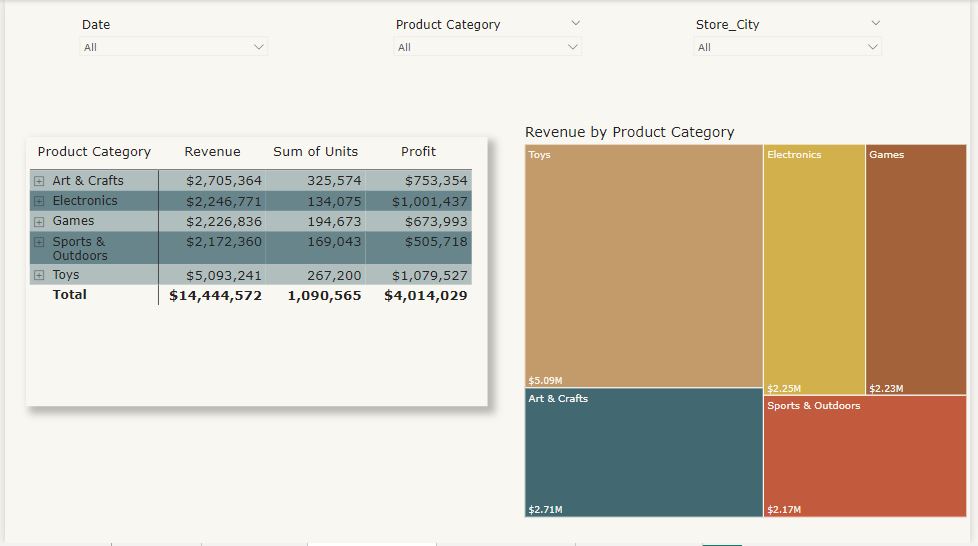 Date
Product Category
Store_City
All
All
All
Product Category Revenue Sum of Units Profit
Art & Crafts $2,705,364 325,574 $753,354
Electronics $2,246,771 134,075 $1,001,437
Games $2,226,836 194,673 $673,993
Sports & $2,172,360 169,043 $505,718
Outdoors
Toys $5,093,241 267,200 $1,079,527
Total $14,444,572 1,090,565 $4,014,029
Revenue by Product Category
Toys
$5.09M
Electronics
$2.25M
Games
$2.23M
Art & Crafts
$2.71M
Sports & Outdoors
$2.17M